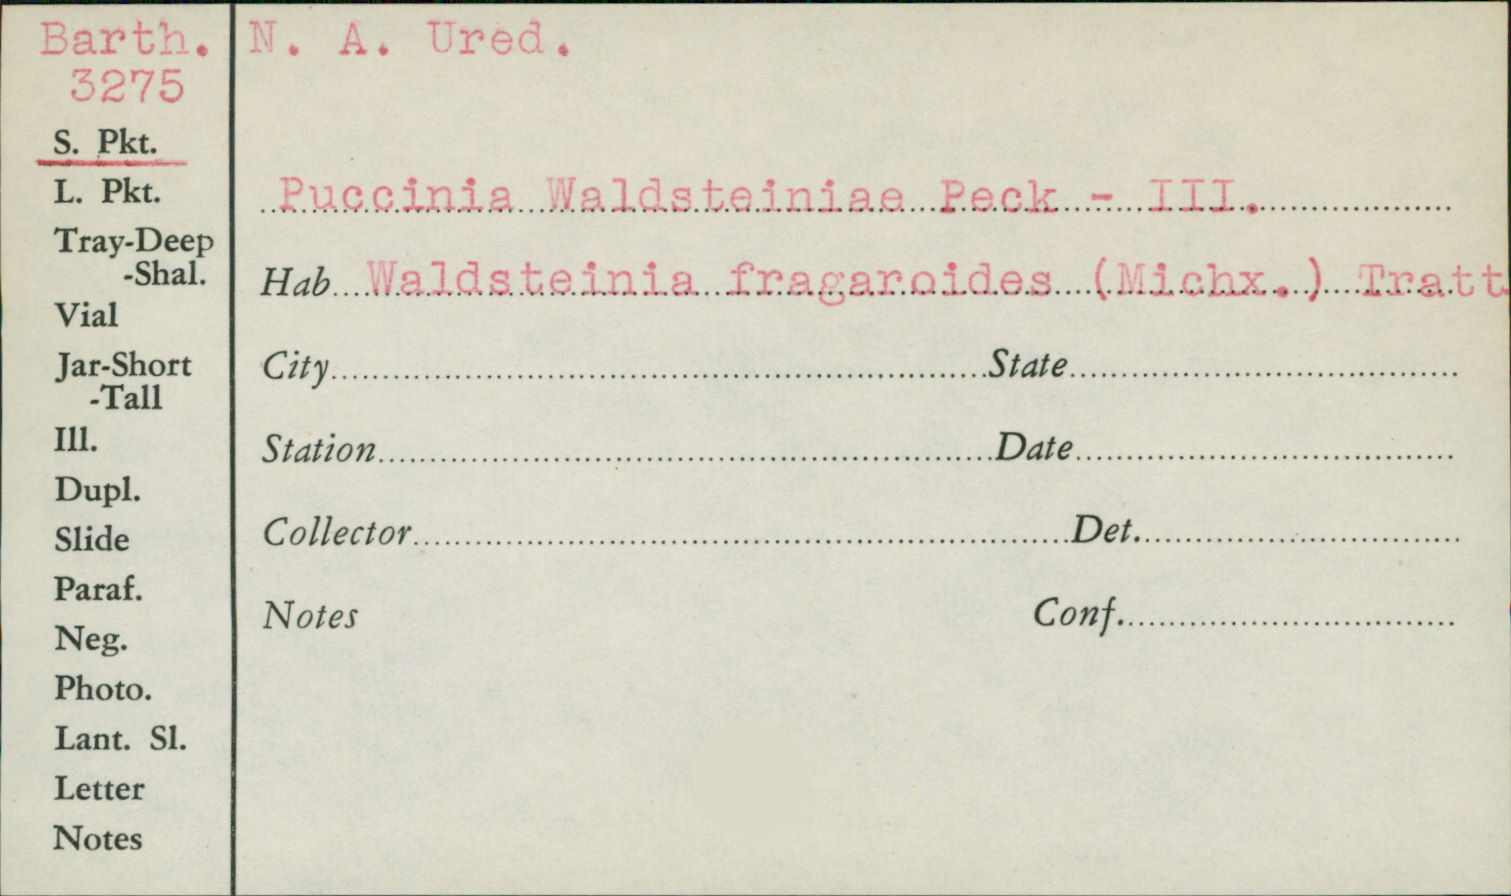 Barth. N. A. Ured.
3275
S. Pkt.
L. Pkt.
Tray-Deep
-Shal.
Vial
Jar-Short
-Tall
Ill.
Dupl.
Slide
Paraf.
Neg.
Photo.
Lant. Sl.
Letter
Notes
Puccinia Waldsteiniae Peck - III.
Hab Waldsteinia fragaroides (Michx.) Tratt.
City State
Station Date
Collector Det.
Notes Conf.